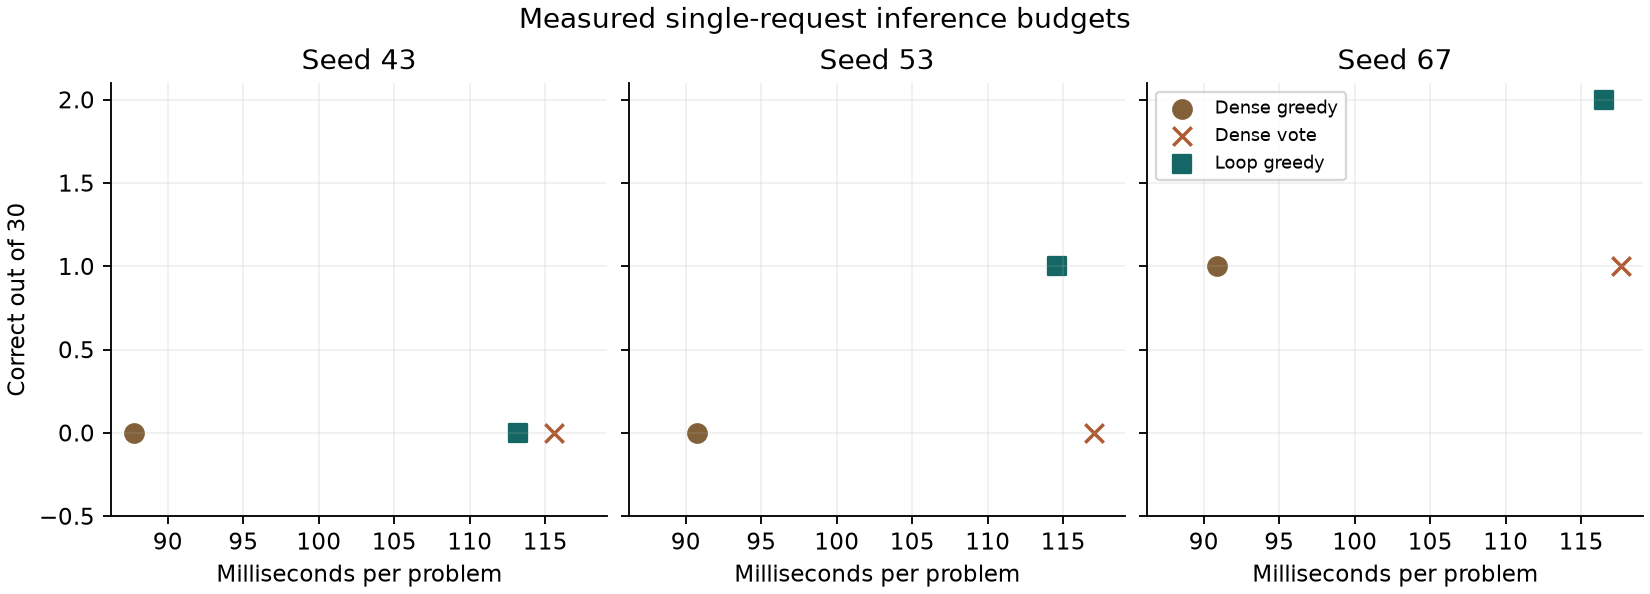 Measured single-request inference budgets
Seed 43
Seed 53
Seed 67
Correct out of 30
2.0
1.5
1.0
0.5
0.0
−0.5
90 95 100 105 110 115
90 95 100 105 110 115
90 95 100 105 110 115
Milliseconds per problem
Milliseconds per problem
Milliseconds per problem
Dense greedy
Dense vote
Loop greedy